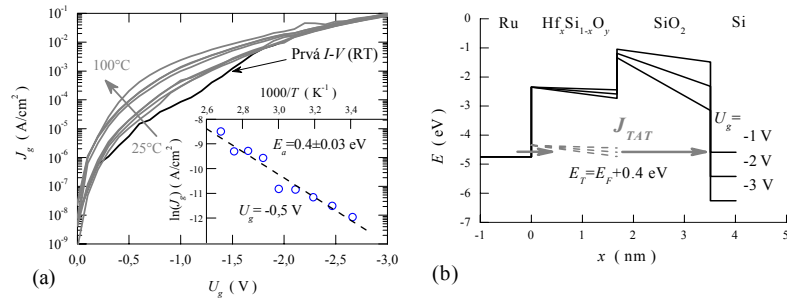 10⁻¹
10⁻²
10⁻³
10⁻⁴
10⁻⁵
10⁻⁶
10⁻⁷
10⁻⁸
10⁻⁹
J_g ( A/cm² )
100°C
25°C
Prvá I-V (RT)
1000/T ( K⁻¹ )
2,6 2,8 3,0 3,2 3,4
-8
-9
-10
-11
-12
ln(J_g) ( A/cm² )
E_a=0.4±0.03 eV
U_g= -0,5 V
0,0 -0,5 -1,0 -1,5 -2,0 -2,5 -3,0
U_g ( V )
(a)
Ru Hf_xSi_{1-x}O_y SiO₂ Si
0
-1
-2
-3
-4
-5
-6
-7
E ( eV )
J_{TAT}
U_g=
-1 V
-2 V
-3 V
E_T=E_F+0.4 eV
-1 0 1 2 3 4 5
x ( nm )
(b)